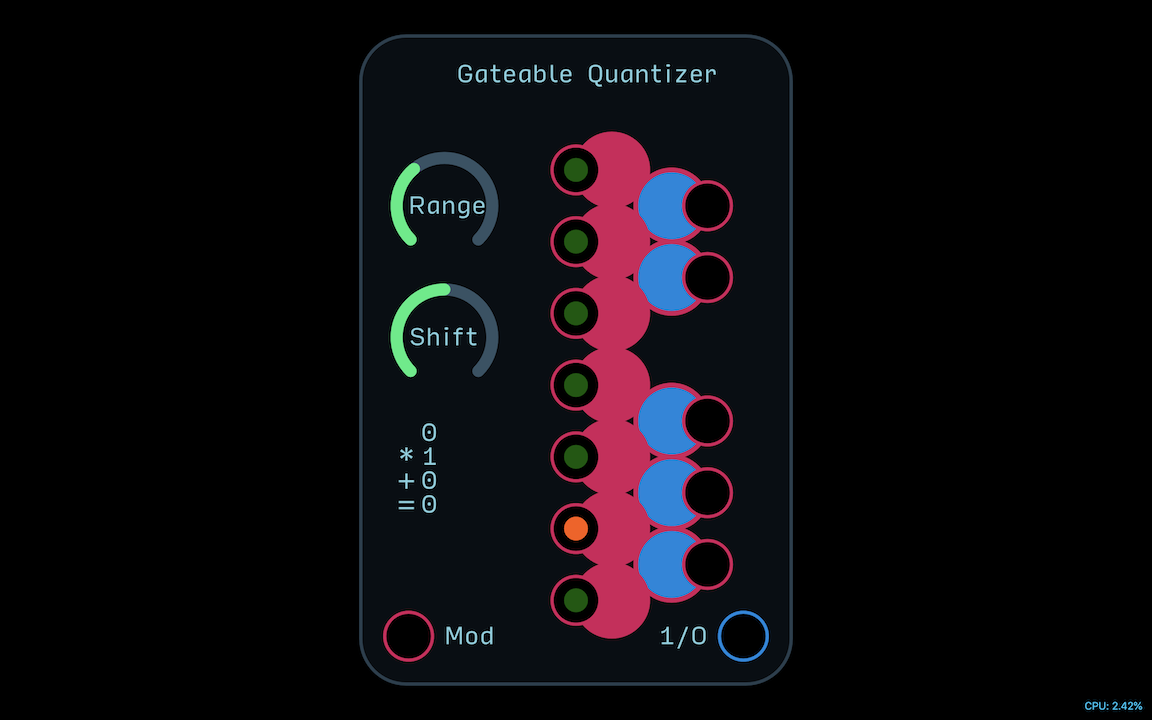 Gateable Quantizer
Range
Shift
0
*1
+0
=0
Mod
1/O
CPU: 2.42%